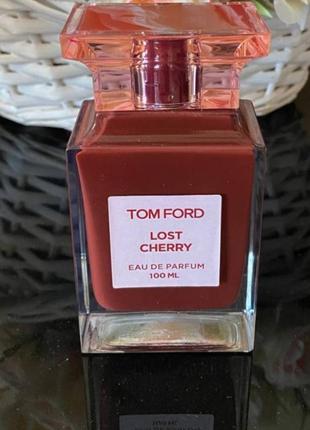 TOM FORD
LOST
CHERRY
EAU DE PARFUM
100 ML